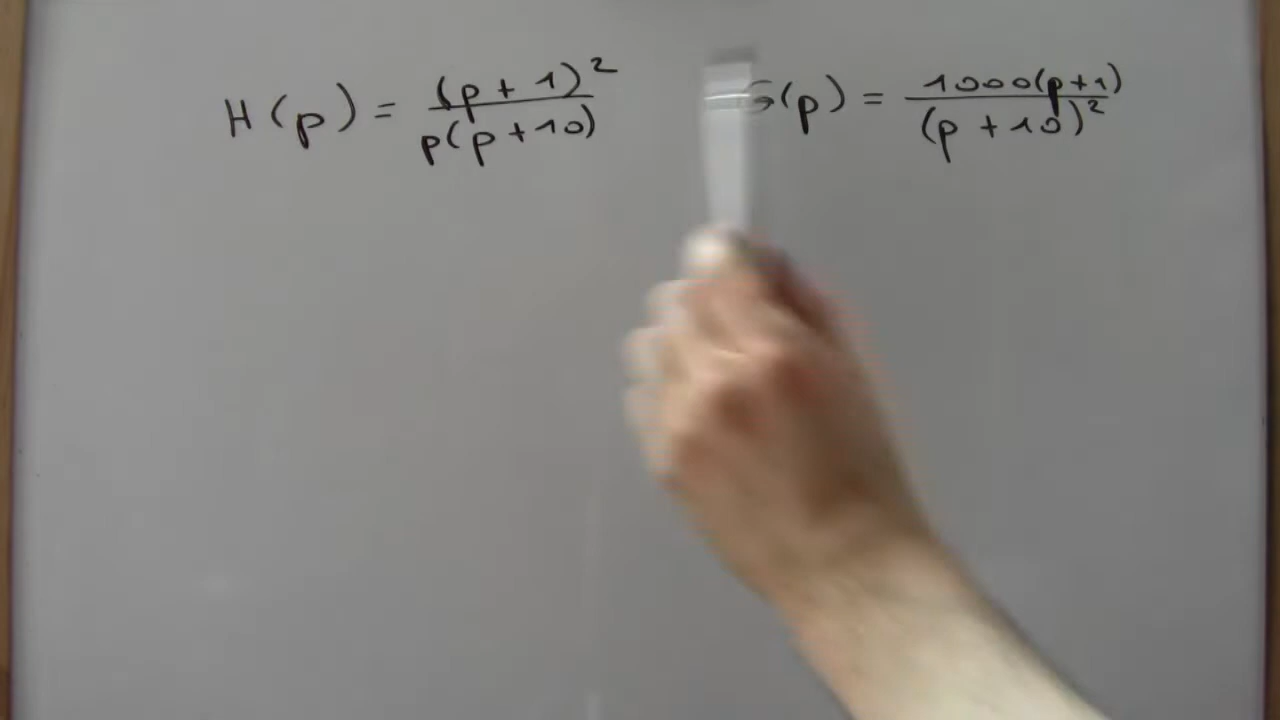 H(p) = (p + 1)² / p(p+10)
G(p) = 1000(p+1) / (p + 10)²